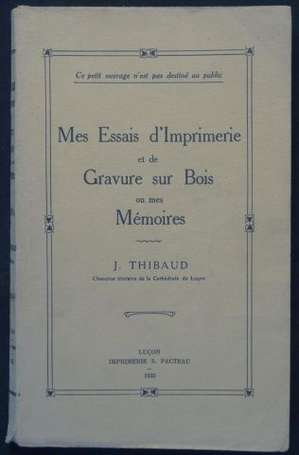 Ce petit ouvrage n'est pas destiné au public
Mes Essais d'Imprimerie
et de
Gravure sur Bois
ou mes
Mémoires
J. THIBAUD
Chanoine titulaire de la Cathédrale de Luçon
LUÇON
IMPRIMERIE S. PACTEAU